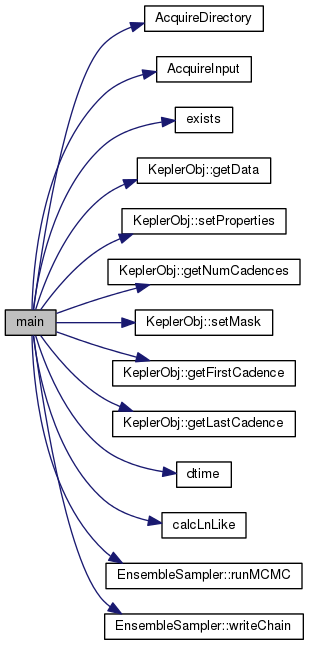 AcquireDirectory
AcquireInput
exists
KeplerObj::getData
KeplerObj::setProperties
KeplerObj::getNumCadences
main
KeplerObj::setMask
KeplerObj::getFirstCadence
KeplerObj::getLastCadence
dtime
calcLnLike
EnsembleSampler::runMCMC
EnsembleSampler::writeChain